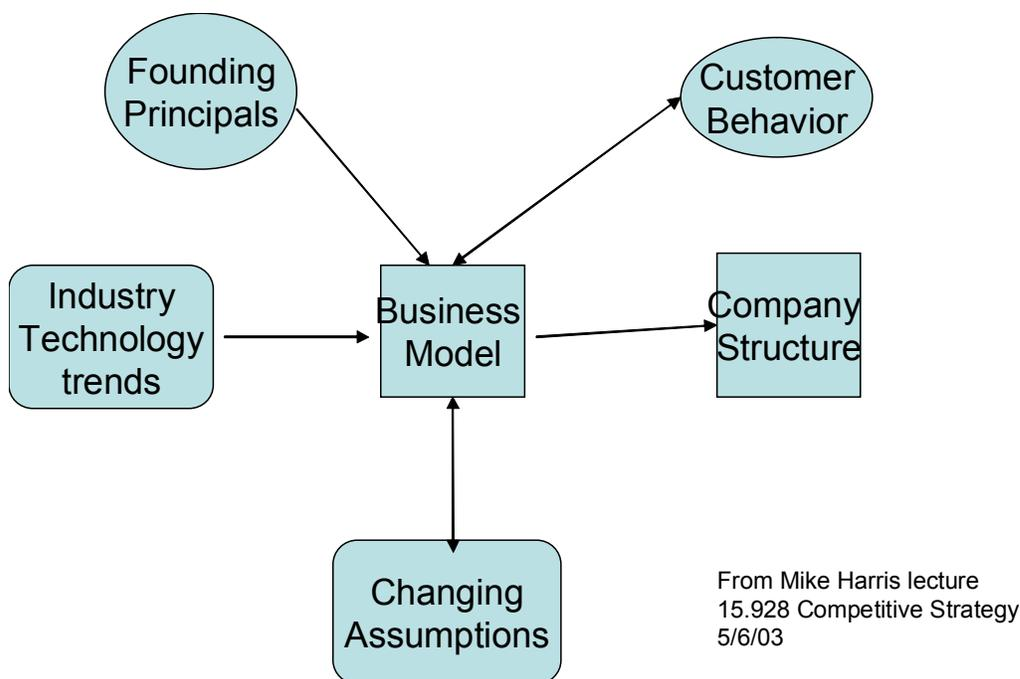 Founding
Principals
Customer
Behavior
Industry
Technology
trends
Business
Model
Company
Structure
Changing
Assumptions
From Mike Harris lecture
15.928 Competitive Strategy
5/6/03